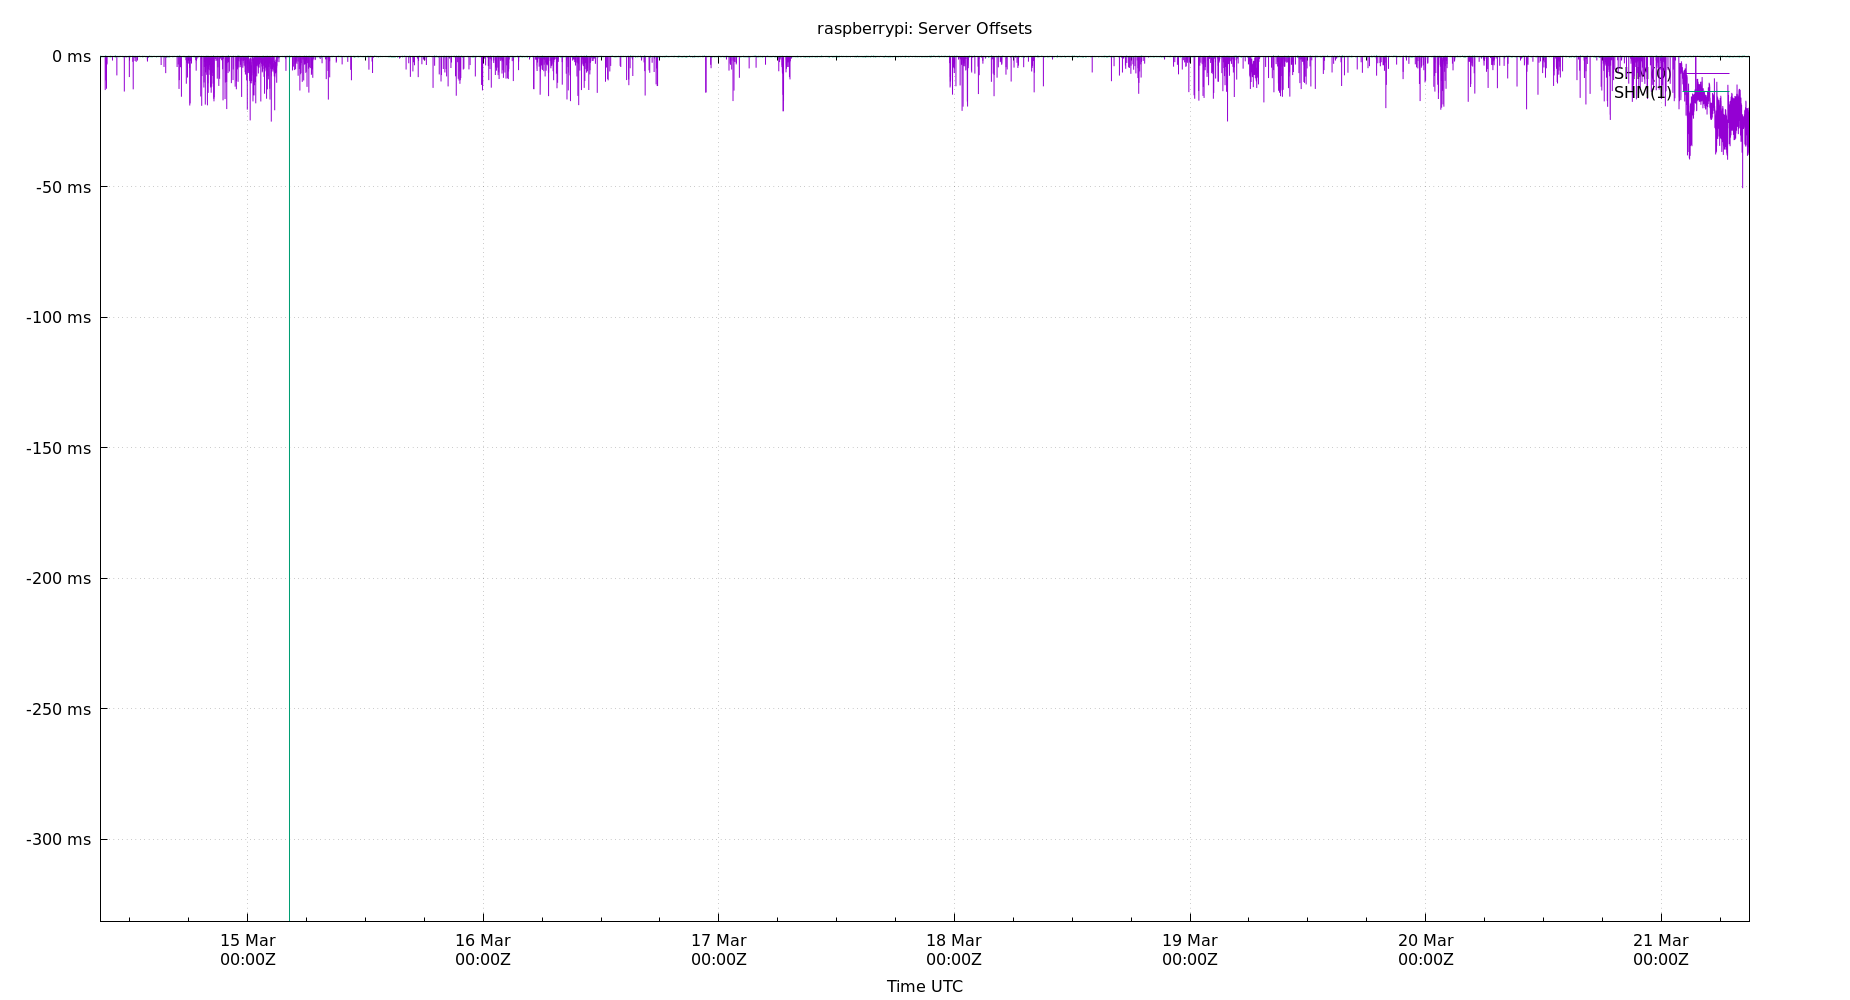 raspberrypi: Server Offsets
0 ms
-50 ms
-100 ms
-150 ms
-200 ms
-250 ms
-300 ms
SHM(0)
SHM(1)
15 Mar
00:00Z
16 Mar
00:00Z
17 Mar
00:00Z
18 Mar
00:00Z
19 Mar
00:00Z
20 Mar
00:00Z
21 Mar
00:00Z
Time UTC